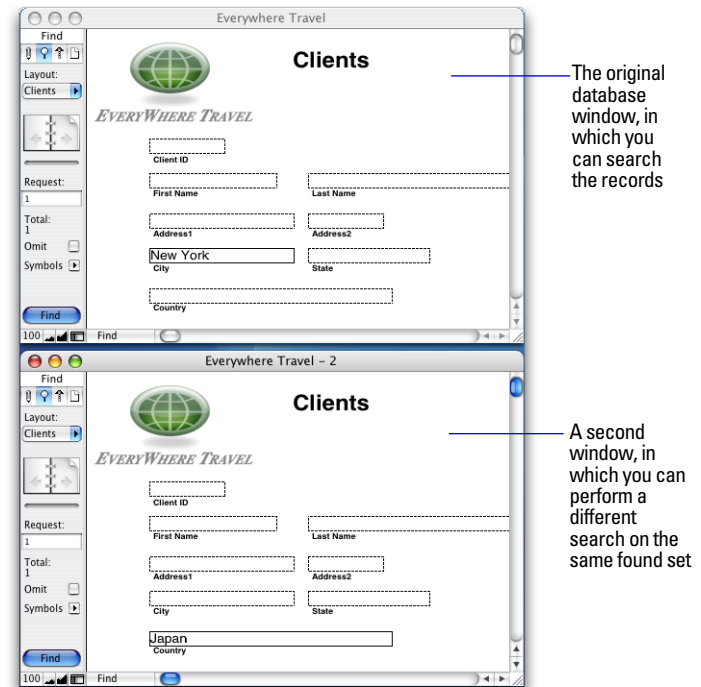 Everywhere Travel
Find
Layout:
Clients
Request:
1
Total:
1
Omit
Symbols
Find
100
Find
Clients
EVERYWHERE TRAVEL
Client ID
First Name
Last Name
Address1
Address2
New York
City
State
Country
The original
database
window, in
which you
can search
the records
Everywhere Travel – 2
Find
Layout:
Clients
Request:
1
Total:
1
Omit
Symbols
Find
100
Find
Clients
EVERYWHERE TRAVEL
Client ID
First Name
Last Name
Address1
Address2
City
State
Japan
Country
A second
window, in
which you can
perform a
different
search on the
same found set